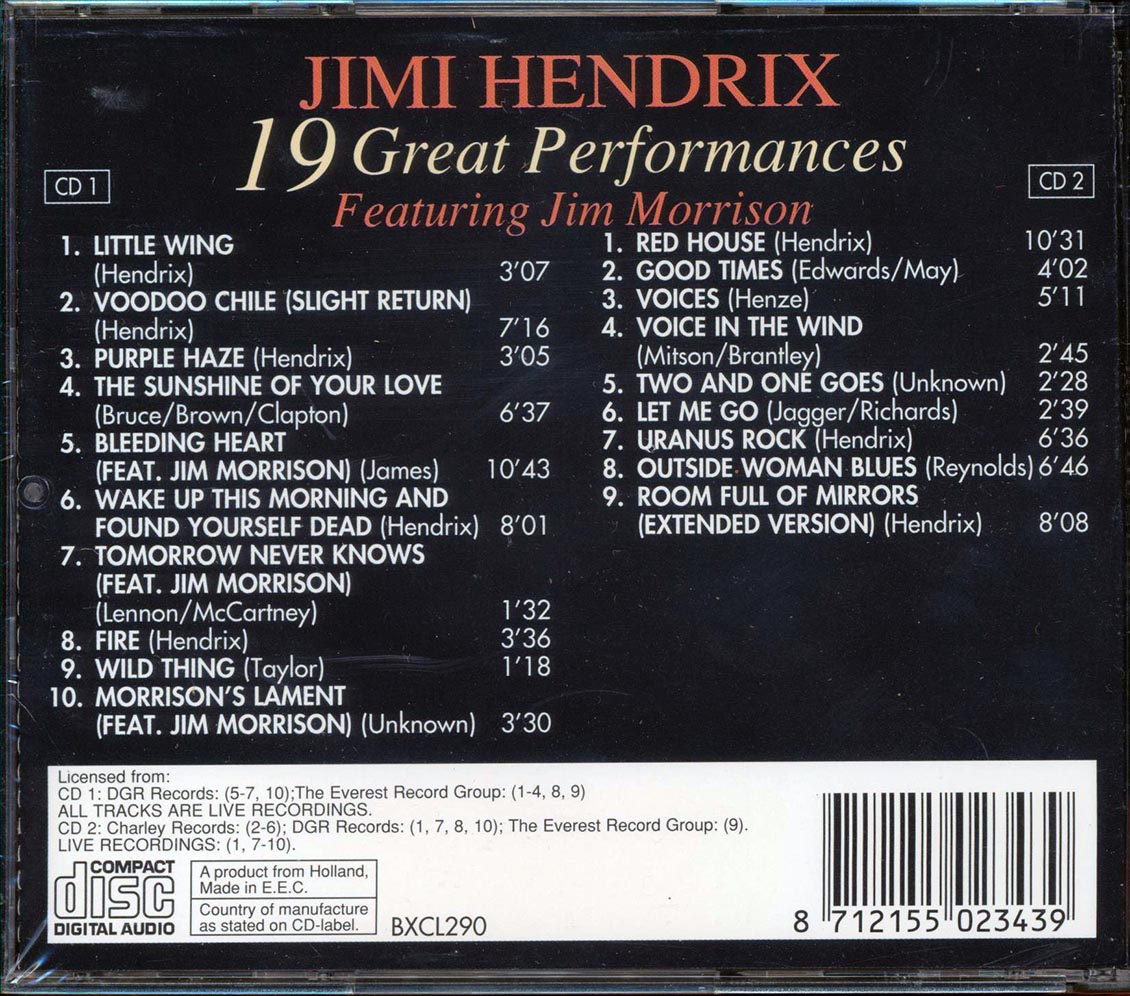 JIMI HENDRIX
19 Great Performances
Featuring Jim Morrison
CD 1
1. LITTLE WING
(Hendrix) 3'07
2. VOODOO CHILE (SLIGHT RETURN)
(Hendrix) 7'16
3. PURPLE HAZE (Hendrix) 3'05
4. THE SUNSHINE OF YOUR LOVE
(Bruce/Brown/Clapton) 6'37
5. BLEEDING HEART
(FEAT. JIM MORRISON) (James) 10'43
6. WAKE UP THIS MORNING AND
FOUND YOURSELF DEAD (Hendrix) 8'01
7. TOMORROW NEVER KNOWS
(FEAT. JIM MORRISON)
(Lennon/McCartney) 1'32
8. FIRE (Hendrix) 3'36
9. WILD THING (Taylor) 1'18
10. MORRISON'S LAMENT
(FEAT. JIM MORRISON) (Unknown) 3'30
CD 2
1. RED HOUSE (Hendrix) 10'31
2. GOOD TIMES (Edwards/May) 4'02
3. VOICES (Henze) 5'11
4. VOICE IN THE WIND
(Mitson/Brantley) 2'45
5. TWO AND ONE GOES (Unknown) 2'28
6. LET ME GO (Jagger/Richards) 2'39
7. URANUS ROCK (Hendrix) 6'36
8. OUTSIDE WOMAN BLUES (Reynolds) 6'46
9. ROOM FULL OF MIRRORS
(EXTENDED VERSION) (Hendrix) 8'08
Licensed from:
CD 1: DGR Records: (5-7, 10);The Everest Record Group: (1-4, 8, 9)
ALL TRACKS ARE LIVE RECORDINGS.
CD 2: Charley Records: (2-6); DGR Records: (1, 7, 8, 10); The Everest Record Group: (9).
LIVE RECORDINGS: (1, 7-10).
COMPACT
disc
DIGITAL AUDIO
A product from Holland,
Made in E.E.C.
Country of manufacture
as stated on CD-label.
BXCL290
8 712155 023439